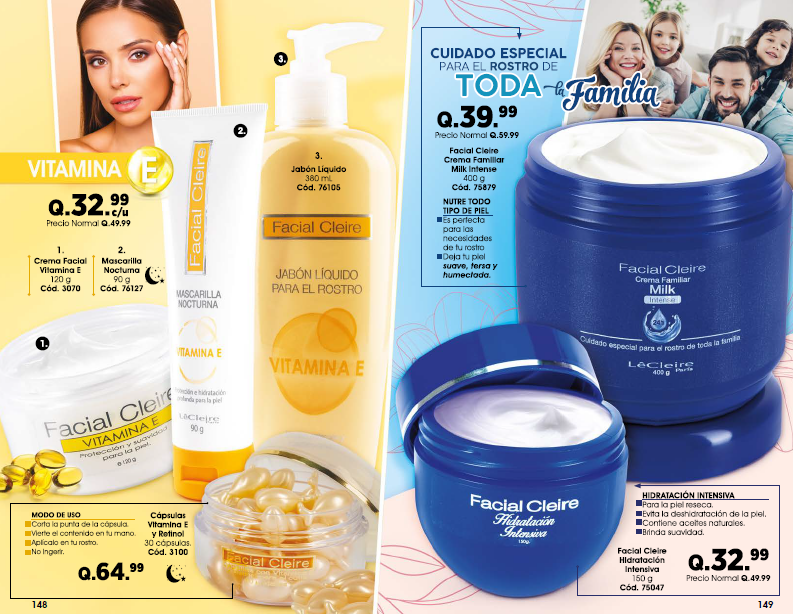 VITAMINA E
Q.32.99
c/u
Precio Normal Q.49.99
1.
Crema Facial
Vitamina E
120 g
Cód. 3070
2.
Mascarilla
Nocturna
90 g
Cód. 76127
3.
Jabón Líquido
380 mL
Cód. 76105
1.
2.
3.
Facial Cleire
MASCARILLA
NOCTURNA
VITAMINA E
LeCleire
90 g
Facial Cleire
JABÓN LÍQUIDO
PARA EL ROSTRO
VITAMINA E
Facial Cleire
VITAMINA E
Protección y suavidad
para la piel.
℮ 120 g
MODO DE USO
Corta la punta de la cápsula.
Vierte el contenido en tu mano.
Aplícalo en tu rostro.
No ingerir.
Cápsulas
Vitamina E
y Retinol
30 cápsulas.
Cód. 3100
Q.64.99
Facial Cleire
148
CUIDADO ESPECIAL
PARA EL ROSTRO DE
TODA la Familia
Q.39.99
Precio Normal Q.59.99
Facial Cleire
Crema Familiar
Milk Intense
400 g
Cód. 75879
NUTRE TODO
TIPO DE PIEL
Es perfecta
para las
necesidades
de tu rostro
Deja tu piel
suave, tersa y
humectada.
Facial Cleire
Crema Familiar
Milk
Intense
Cuidado especial para el rostro de toda la familia
LeCleire
Paris
400 g
Facial Cleire
Hidratación
Intensiva
150g.
HIDRATACIÓN INTENSIVA
Para la piel reseca.
Evita la deshidratación de la piel.
Contiene aceites naturales.
Brinda suavidad.
Facial Cleire
Hidratación
Intensiva
150 g
Cód. 75047
Q.32.99
Precio Normal Q.49.99
149